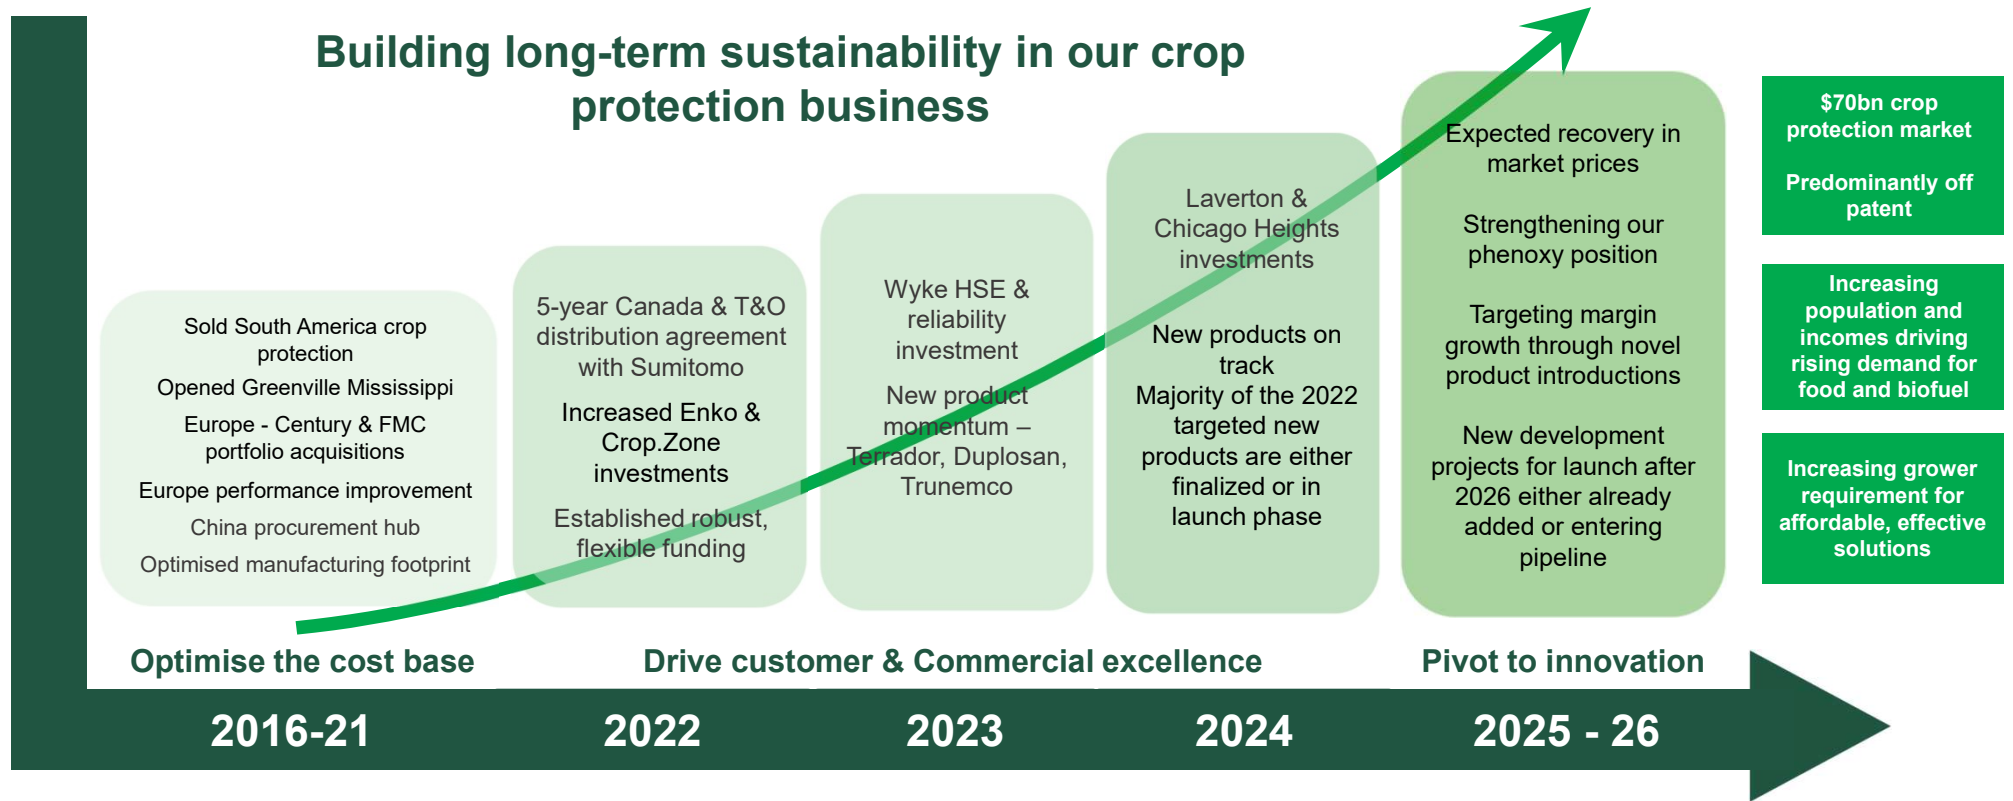 Building long-term sustainability in our crop
protection business
Sold South America crop
protection
Opened Greenville Mississippi
Europe - Century & FMC
portfolio acquisitions
Europe performance improvement
China procurement hub
Optimised manufacturing footprint
5-year Canada & T&O
distribution agreement
with Sumitomo
Increased Enko &
Crop.Zone
investments
Established robust,
flexible funding
Wyke HSE &
reliability
investment
New product
momentum –
Terrador, Duplosan,
Trunemco
Laverton &
Chicago Heights
investments
New products on
track
Majority of the 2022
targeted new
products are either
finalized or in
launch phase
Expected recovery in
market prices
Strengthening our
phenoxy position
Targeting margin
growth through novel
product introductions
New development
projects for launch after
2026 either already
added or entering
pipeline
$70bn crop
protection market
Predominantly off
patent
Increasing
population and
incomes driving
rising demand for
food and biofuel
Increasing grower
requirement for
affordable, effective
solutions
Optimise the cost base
Drive customer & Commercial excellence
Pivot to innovation
2016-21
2022
2023
2024
2025 - 26